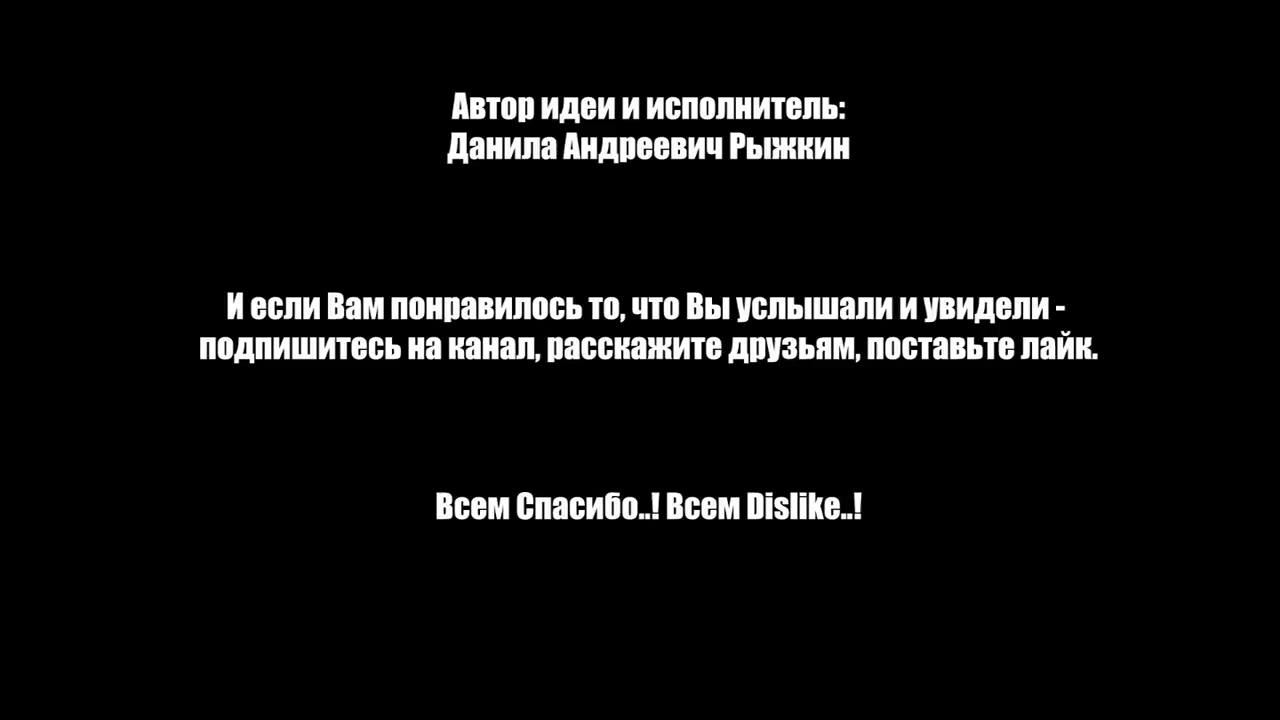 Автор идеи и исполнитель:
Данила Андреевич Рыжкин
И если Вам понравилось то, что Вы услышали и увидели -
подпишитесь на канал, расскажите друзьям, поставьте лайк.
Всем Спасибо..! Всем Dislike..!